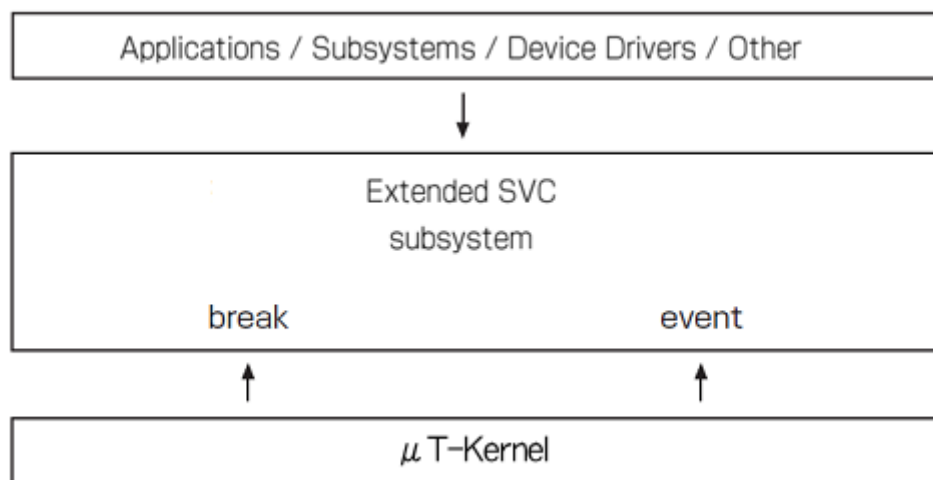 Applications / Subsystems / Device Drivers / Other
Extended SVC
subsystem
break event
μT-Kernel